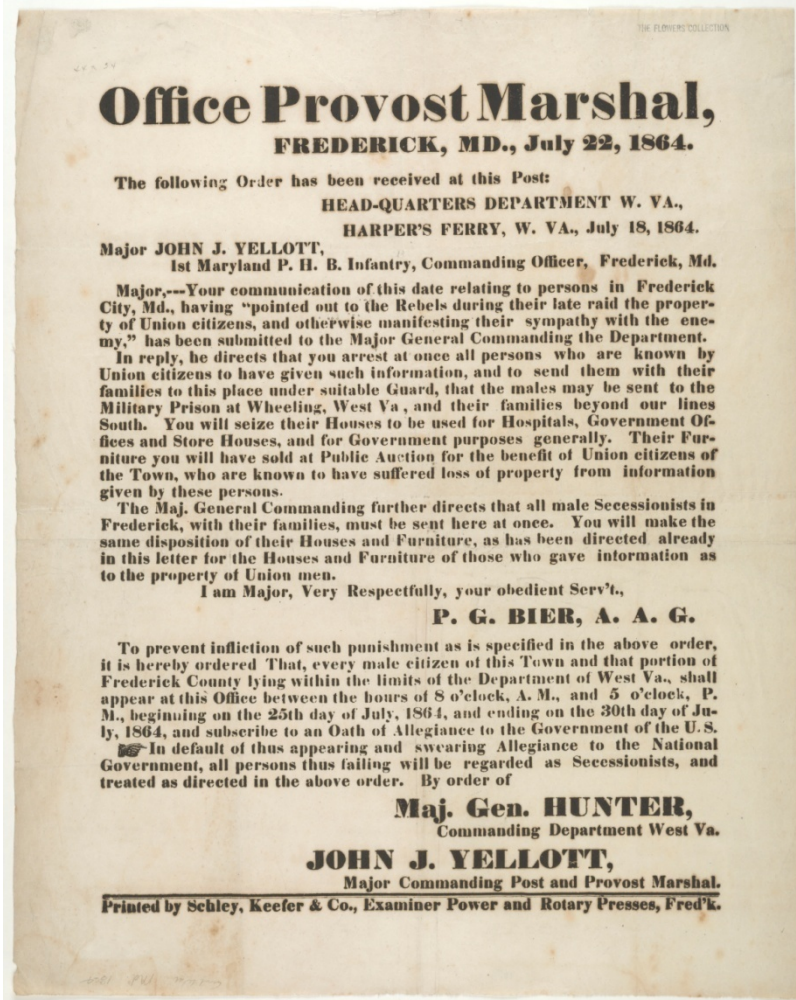 THE FLOWERS COLLECTION
Office Provost Marshal,
FREDERICK, MD., July 22, 1864.
The following Order has been received at this Post:
HEAD-QUARTERS DEPARTMENT W. VA.,
HARPER'S FERRY, W. VA., July 18, 1864.
Major JOHN J. YELLOTT,
1st Maryland P. H. B. Infantry, Commanding Officer, Frederick, Md.
Major,---Your communication of this date relating to persons in Frederick
City, Md., having "pointed out to the Rebels during their late raid the proper-
ty of Union citizens, and otherwise manifesting their sympathy with the ene-
my," has been submitted to the Major General Commanding the Department.
In reply, he directs that you arrest at once all persons who are known by
Union citizens to have given such information, and to send them with their
families to this place under suitable Guard, that the males may be sent to the
Military Prison at Wheeling, West Va , and their families beyond our lines
South. You will seize their Houses to be used for Hospitals, Government Of-
fices and Store Houses, and for Government purposes generally. Their Fur-
niture you will have sold at Public Auction for the benefit of Union citizens of
the Town, who are known to have suffered loss of property from information
given by these persons.
The Maj. General Commanding further directs that all male Secessionists in
Frederick, with their families, must be sent here at once. You will make the
same disposition of their Houses and Furniture, as has been directed already
in this letter for the Houses and Furniture of those who gave information as
to the property of Union men.
I am Major, Very Respectfully, your obedient Serv't.,
P. G. BIER, A. A. G.
To prevent infliction of such punishment as is specified in the above order,
it is hereby ordered That, every male citizen of this Town and that portion of
Frederick County lying within the limits of the Department of West Va., shall
appear at this Office between the hours of 8 o'clock, A. M., and 5 o'clock, P.
M., beginning on the 25th day of July, 1864, and ending on the 30th day of Ju-
ly, 1864, and subscribe to an Oath of Allegiance to the Government of the U. S.
In default of thus appearing and swearing Allegiance to the National
Government, all persons thus failing will be regarded as Secessionists, and
treated as directed in the above order. By order of
Maj. Gen. HUNTER,
Commanding Department West Va.
JOHN J. YELLOTT,
Major Commanding Post and Provost Marshal.
Printed by Schley, Keefer & Co., Examiner Power and Rotary Presses, Fred'k.